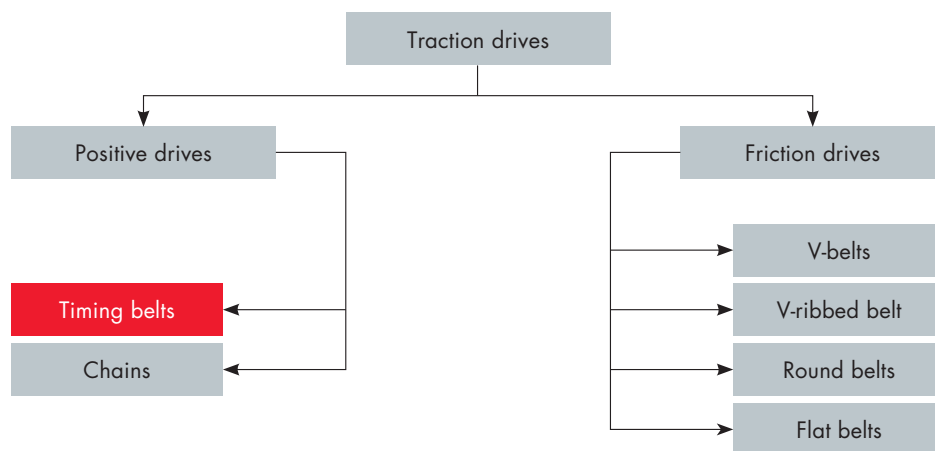 Traction drives
Positive drives
Friction drives
V-belts
Timing belts
V-ribbed belt
Chains
Round belts
Flat belts